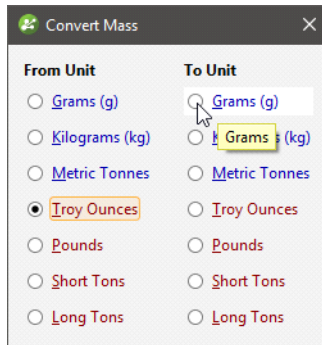 Convert Mass
From Unit
To Unit
Grams (g)
Grams (g)
Kilograms (kg)
Grams
(kg)
Metric Tonnes
Metric Tonnes
Troy Ounces
Troy Ounces
Pounds
Pounds
Short Tons
Short Tons
Long Tons
Long Tons